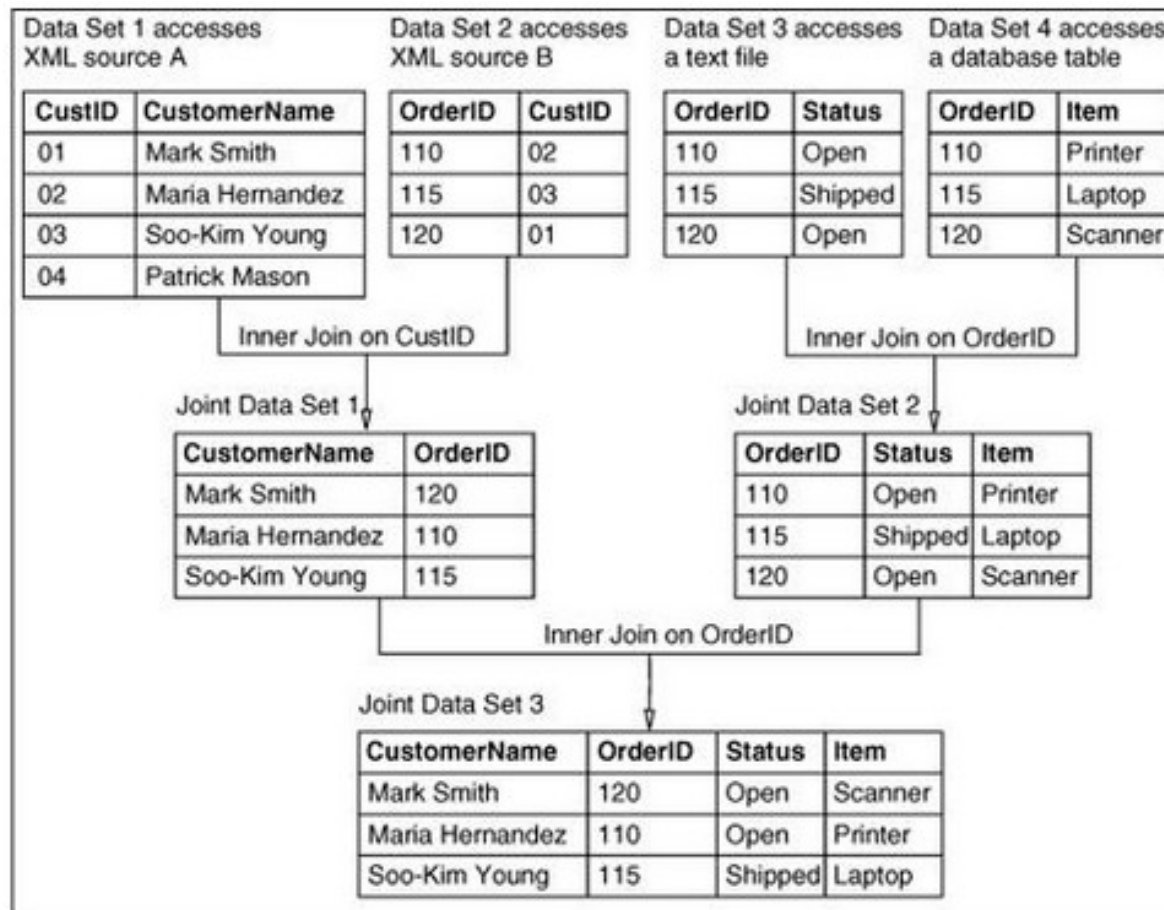 Data Set 1 accesses
XML source A
Data Set 2 accesses
XML source B
Data Set 3 accesses
a text file
Data Set 4 accesses
a database table
CustID CustomerName
01 Mark Smith
02 Maria Hernandez
03 Soo-Kim Young
04 Patrick Mason
OrderID CustID
110 02
115 03
120 01
OrderID Status
110 Open
115 Shipped
120 Open
OrderID Item
110 Printer
115 Laptop
120 Scanner
Inner Join on CustID
Inner Join on OrderID
Joint Data Set 1
CustomerName OrderID
Mark Smith 120
Maria Hernandez 110
Soo-Kim Young 115
Joint Data Set 2
OrderID Status Item
110 Open Printer
115 Shipped Laptop
120 Open Scanner
Inner Join on OrderID
Joint Data Set 3
CustomerName OrderID Status Item
Mark Smith 120 Open Scanner
Maria Hernandez 110 Open Printer
Soo-Kim Young 115 Shipped Laptop